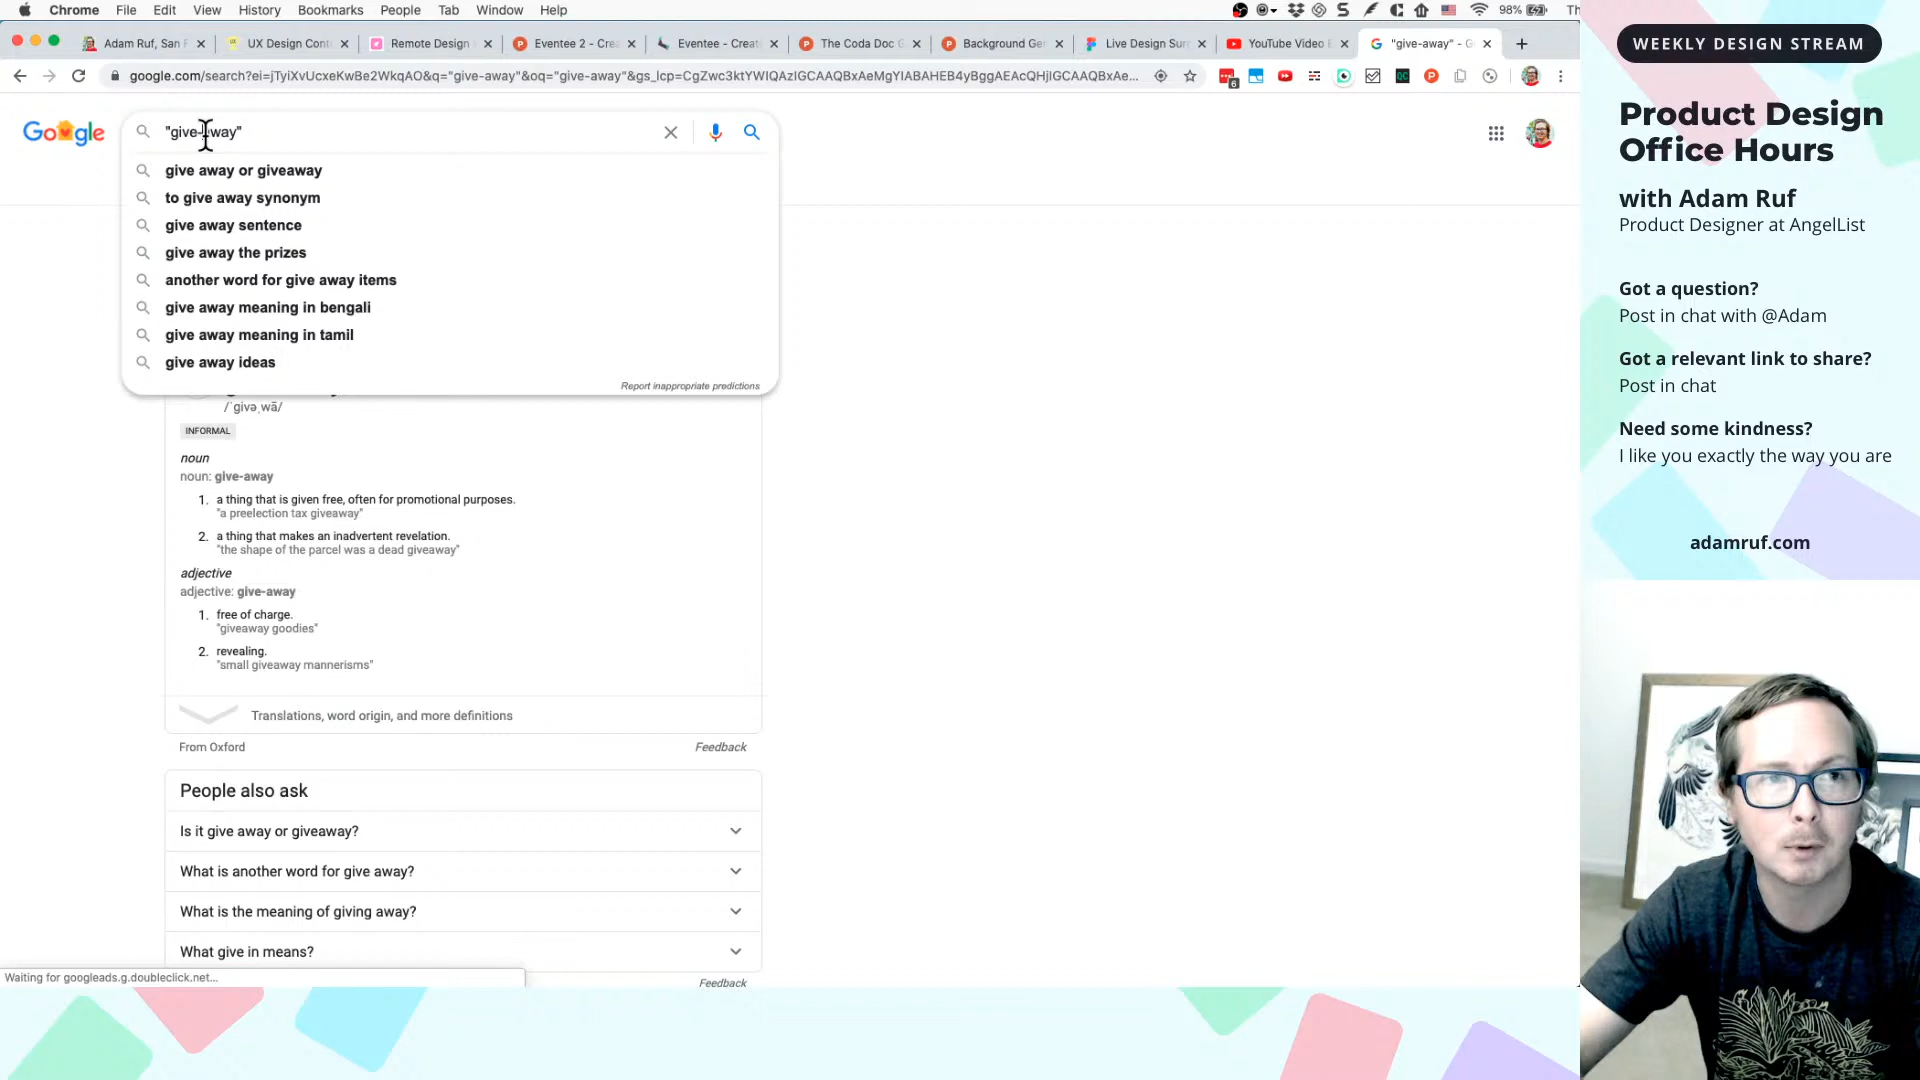 Chrome File Edit View History Bookmarks People Tab Window Help
98%
Adam Ruf, San F
UX Design Cont
Remote Design
Eventee 2 - Crea
Eventee - Create
The Coda Doc G
Background Ge
Live Design Sum
YouTube Video E
"give-away" - G
google.com/search?ei=jTyiXvUcxeKwBe2WkqAO&q="give-away"&oq="give-away"&gs_lcp=CgZwc3ktYWIQAzIGCAAQBxAeMgYIABAHEB4yBggAEAcQHjIGCAAQBxAe...
6
Google
"give-away"
give away or giveaway
to give away synonym
give away sentence
give away the prizes
another word for give away items
give away meaning in bengali
give away meaning in tamil
give away ideas
Report inappropriate predictions
/ˈɡivəˌwā/
INFORMAL
noun
noun: give-away
1. a thing that is given free, often for promotional purposes.
"a preelection tax giveaway"
2. a thing that makes an inadvertent revelation.
"the shape of the parcel was a dead giveaway"
adjective
adjective: give-away
1. free of charge.
"giveaway goodies"
2. revealing.
"small giveaway mannerisms"
Translations, word origin, and more definitions
From Oxford
Feedback
People also ask
Is it give away or giveaway?
What is another word for give away?
What is the meaning of giving away?
What give in means?
Feedback
Waiting for googleads.g.doubleclick.net...
WEEKLY DESIGN STREAM
Product Design
Office Hours
with Adam Ruf
Product Designer at AngelList
Got a question?
Post in chat with @Adam
Got a relevant link to share?
Post in chat
Need some kindness?
I like you exactly the way you are
adamruf.com